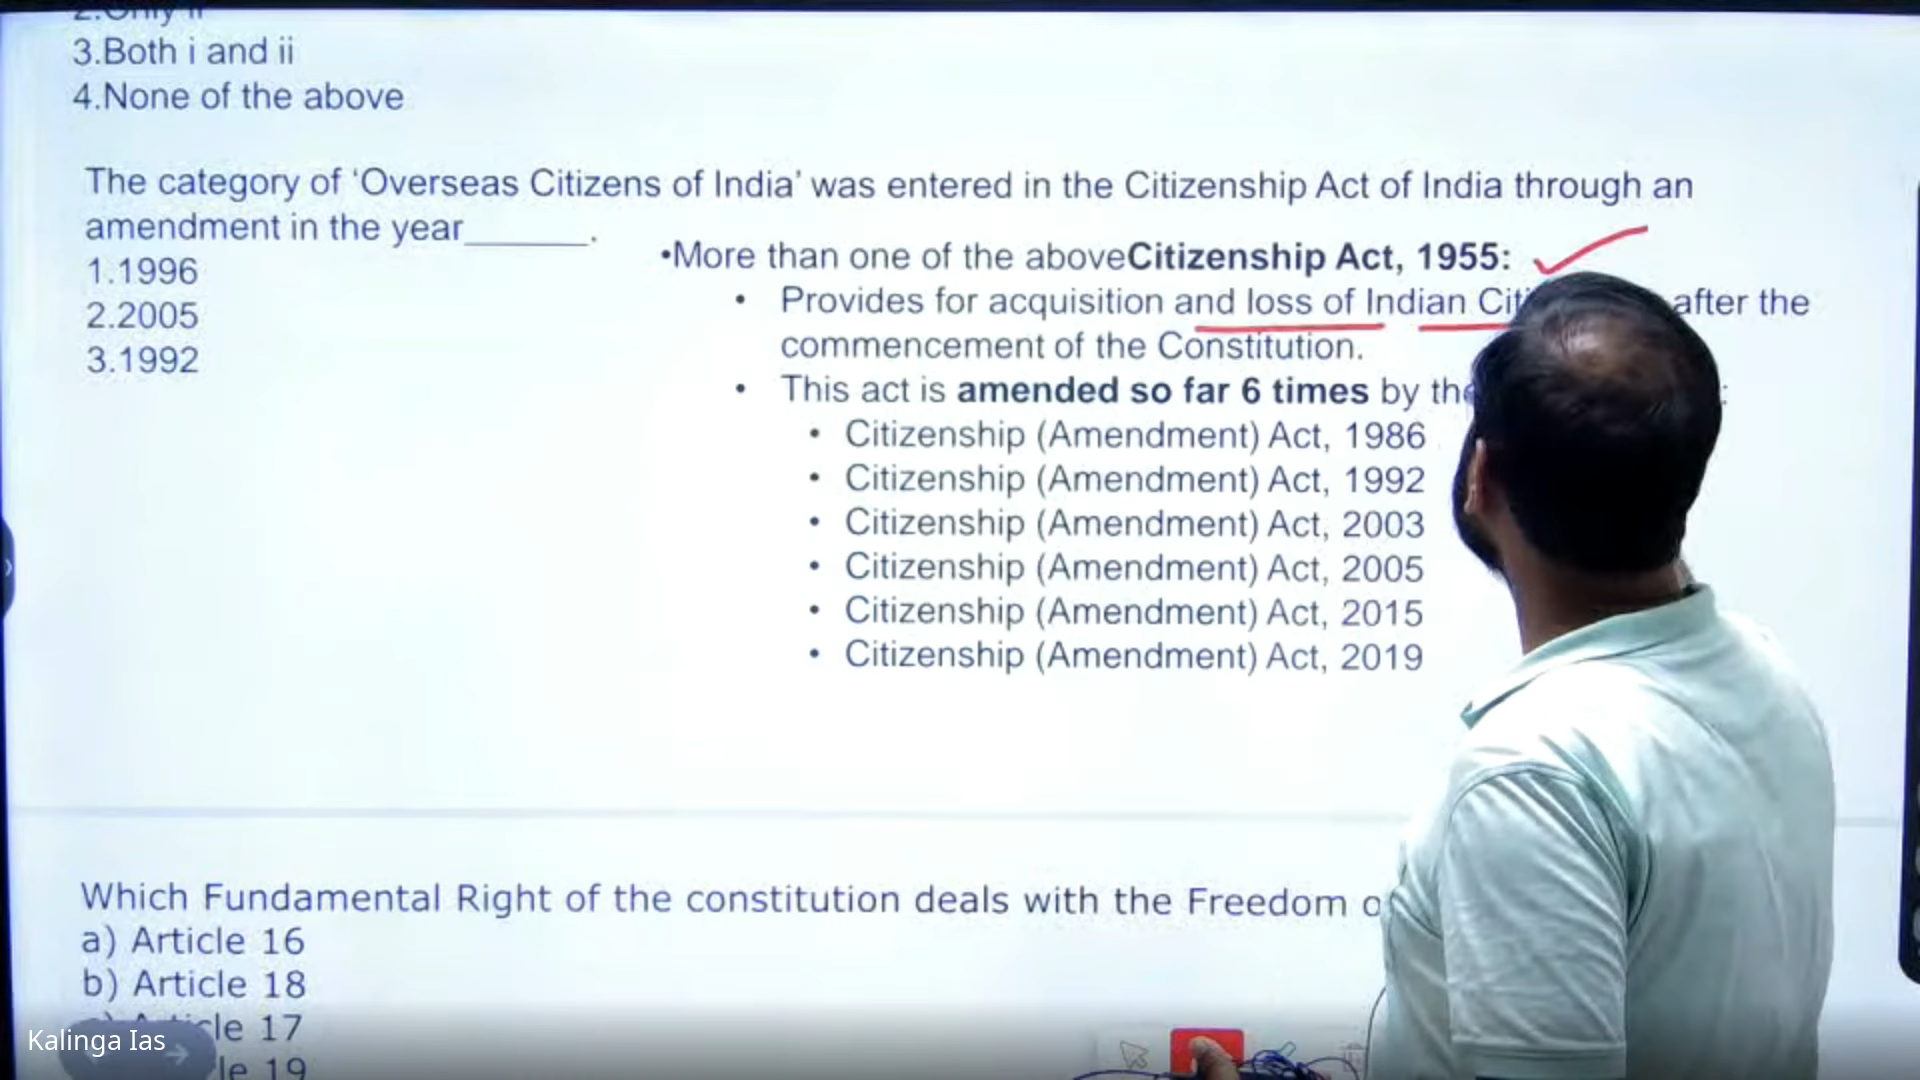 3.Both i and ii
4.None of the above
The category of ‘Overseas Citizens of India’ was entered in the Citizenship Act of India through an
amendment in the year_______.
1.1996
2.2005
3.1992
•More than one of the aboveCitizenship Act, 1955:
• Provides for acquisition and loss of Indian after the
commencement of the Constitution.
• This act is amended so far 6 times by
• Citizenship (Amendment) Act, 1986
• Citizenship (Amendment) Act, 1992
• Citizenship (Amendment) Act, 2003
• Citizenship (Amendment) Act, 2005
• Citizenship (Amendment) Act, 2015
• Citizenship (Amendment) Act, 2019
Which Fundamental Right of the constitution deals with the Freedom
a) Article 16
b) Article 18
17
19
Kalinga Ias